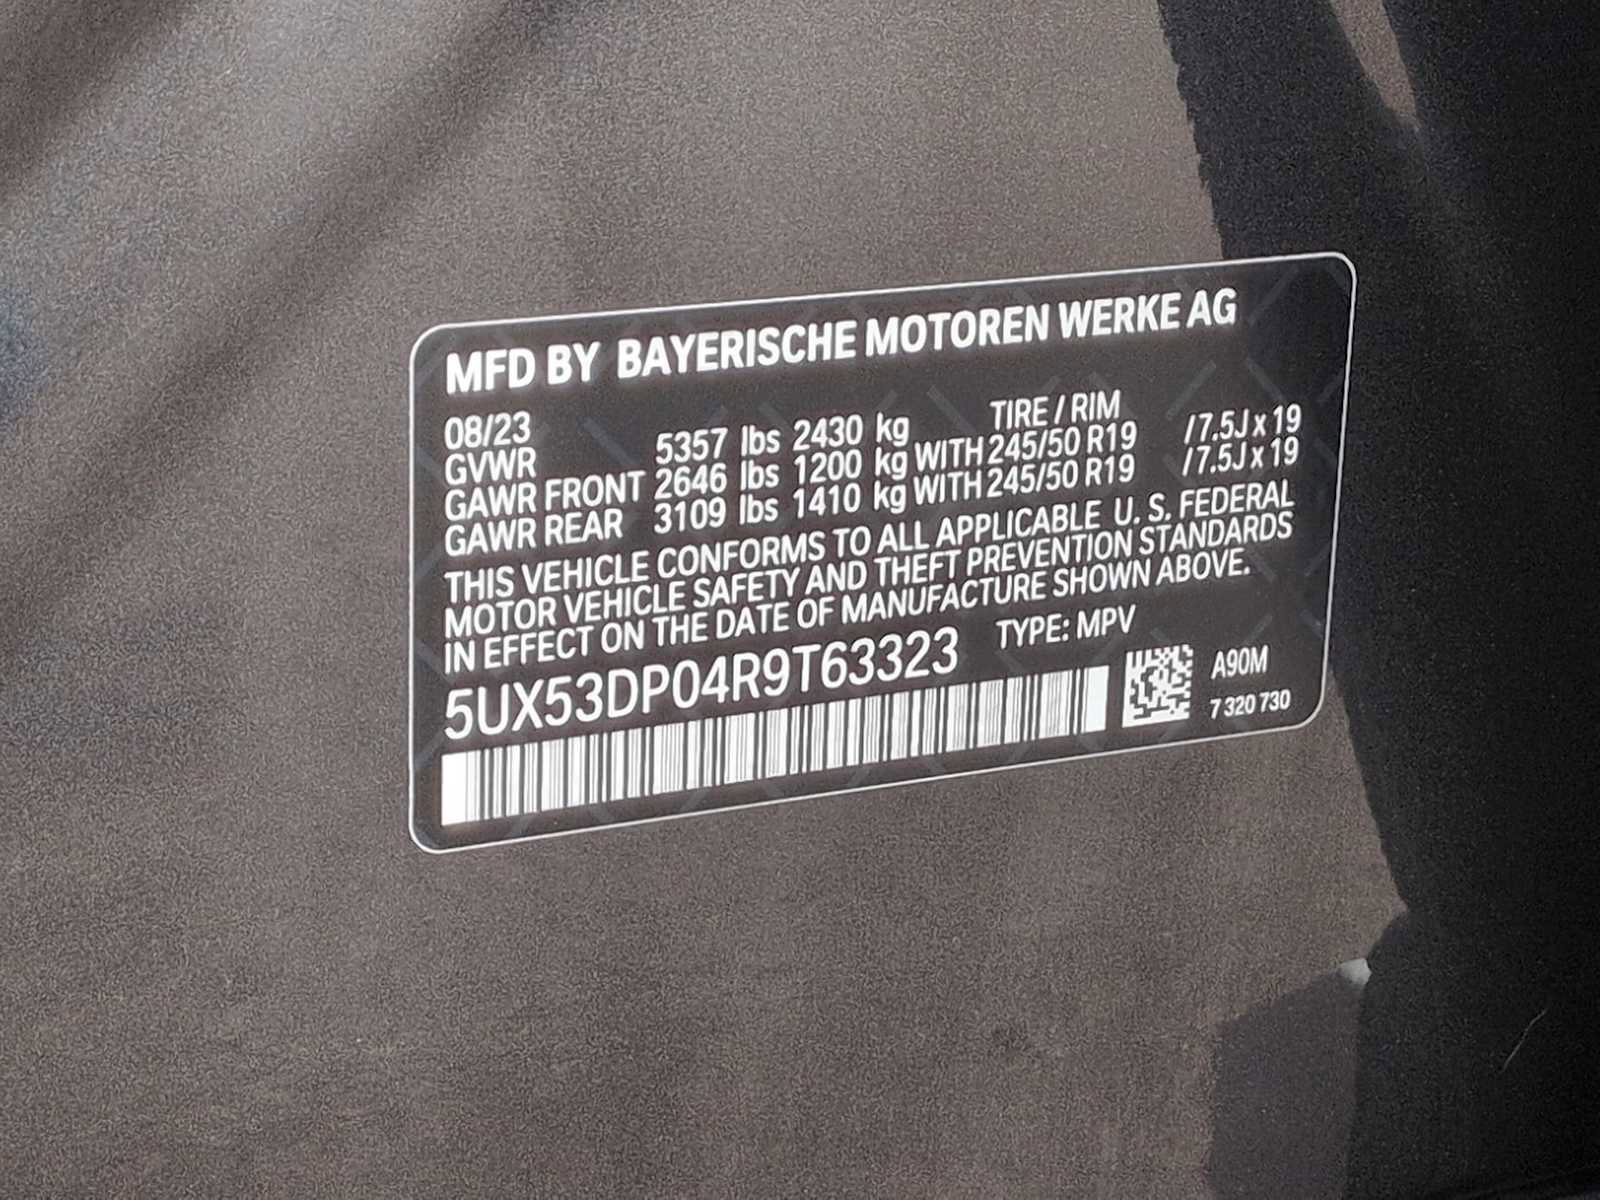 MFD BY BAYERISCHE MOTOREN WERKE AG
08/23 TIRE / RIM
GVWR 5357 lbs 2430 kg
GAWR FRONT 2646 lbs 1200 kg WITH 245/50 R19 / 7.5J x 19
GAWR REAR 3109 lbs 1410 kg WITH 245/50 R19 / 7.5J x 19
THIS VEHICLE CONFORMS TO ALL APPLICABLE U. S. FEDERAL
MOTOR VEHICLE SAFETY AND THEFT PREVENTION STANDARDS
IN EFFECT ON THE DATE OF MANUFACTURE SHOWN ABOVE.
5UX53DP04R9T63323 TYPE: MPV
A90M
7 320 730